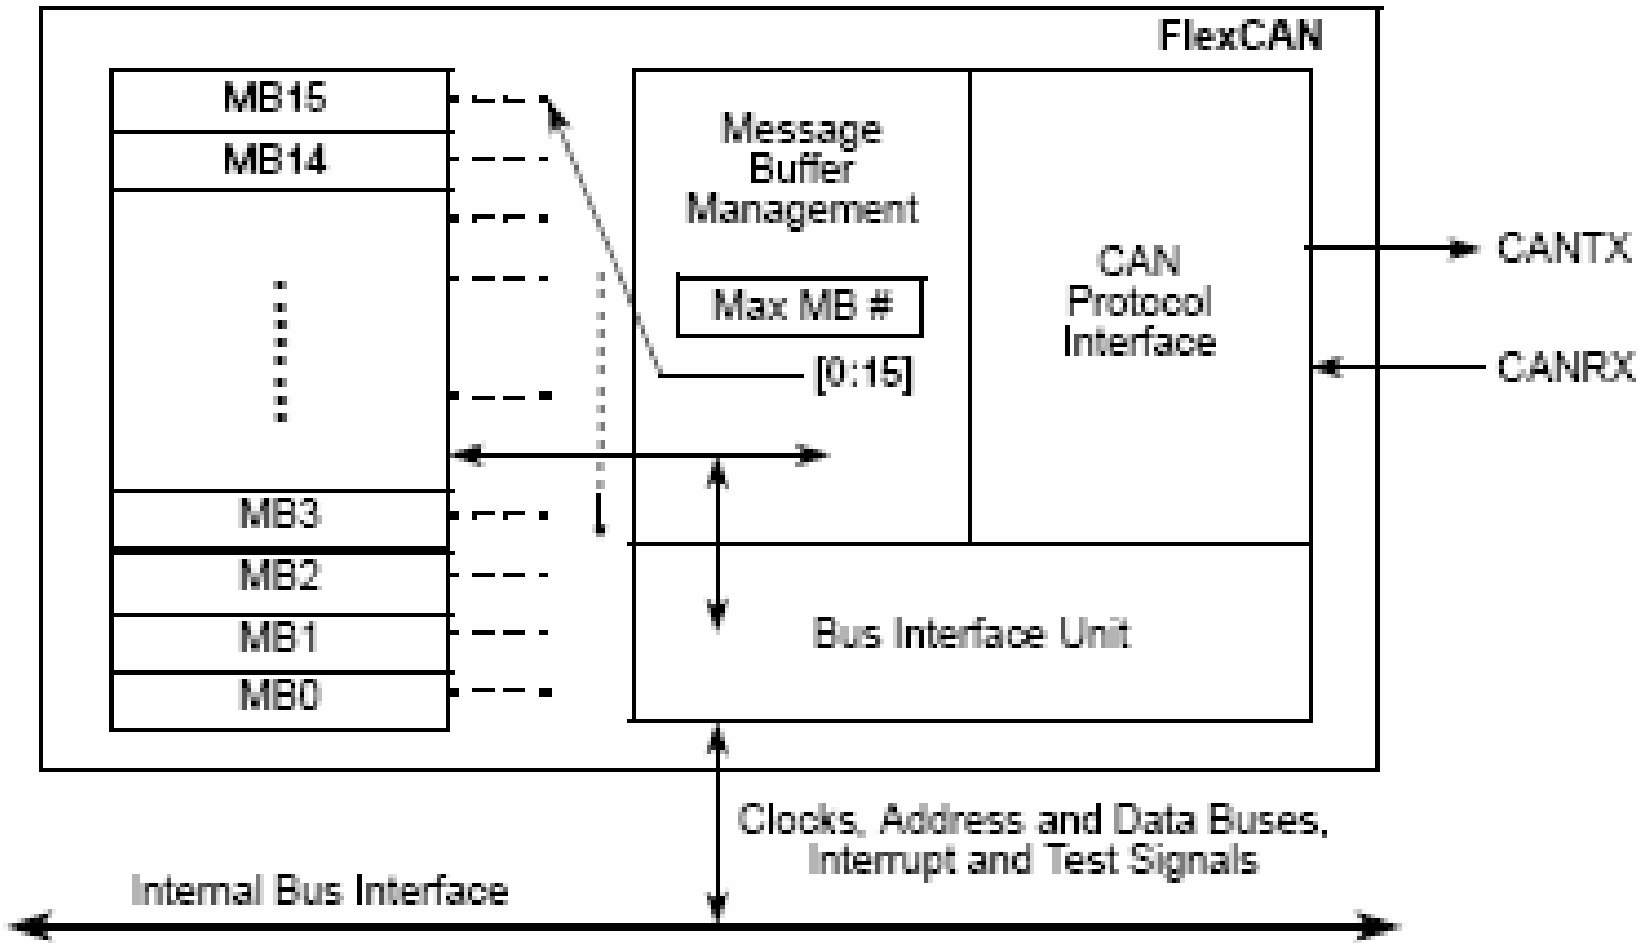 FlexCAN
MB15
MB14
MB3
MB2
MB1
MB0
Message
Buffer
Management
Max MB #
[0:15]
CAN
Protocol
Interface
CANTX
CANRX
Bus Interface Unit
Clocks, Address and Data Buses,
Interrupt and Test Signals
Internal Bus Interface